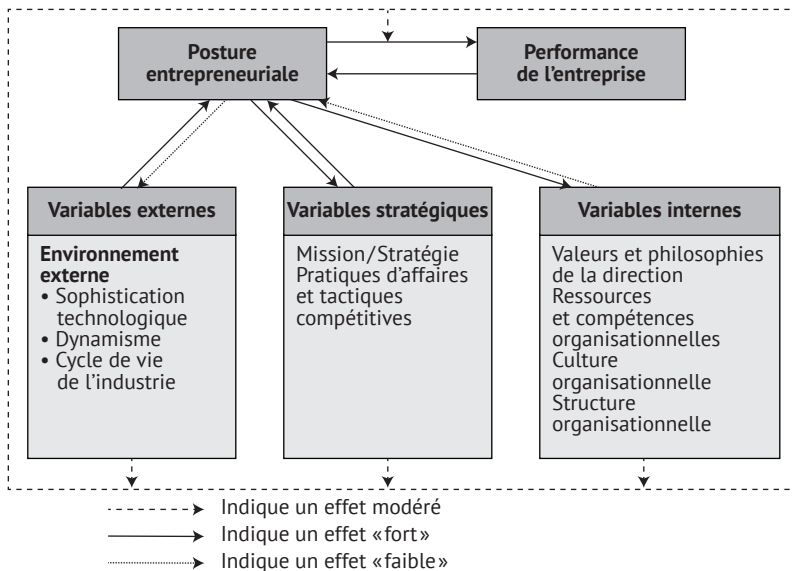 Posture
entrepreneuriale
Performance
de l'entreprise
Variables externes
Environnement
externe
• Sophistication
technologique
• Dynamisme
• Cycle de vie
de l'industrie
Variables stratégiques
Mission/Stratégie
Pratiques d'affaires
et tactiques
compétitives
Variables internes
Valeurs et philosophies
de la direction
Ressources
et compétences
organisationnelles
Culture
organisationnelle
Structure
organisationnelle
Indique un effet modéré
Indique un effet «fort»
Indique un effet «faible»